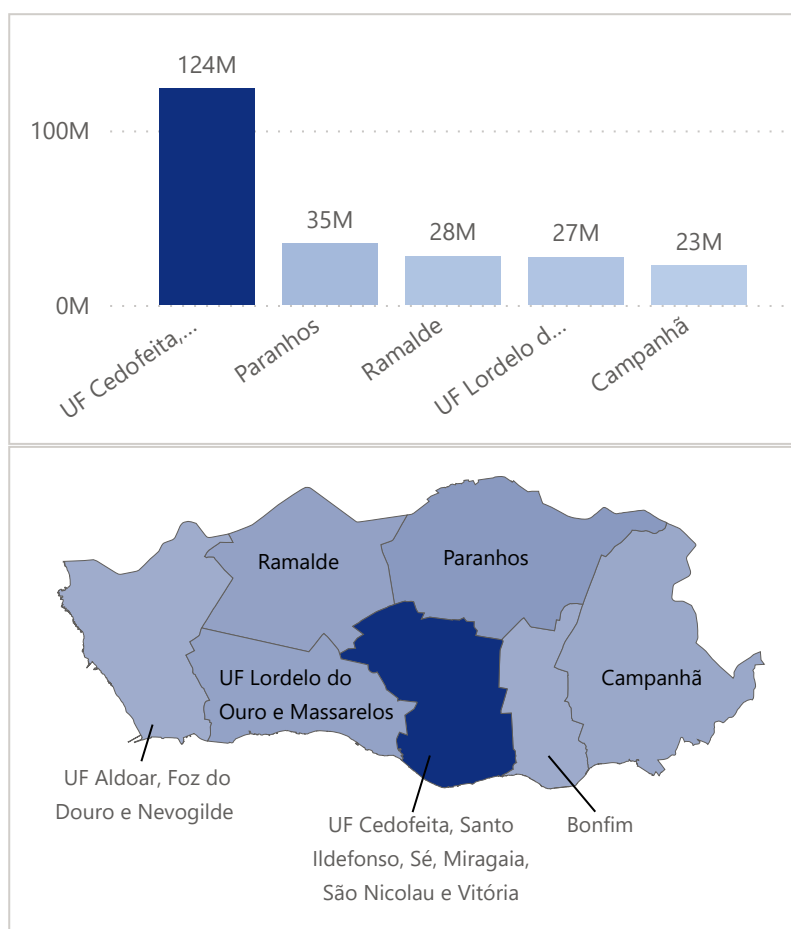 124M
100M
35M
28M
27M
23M
0M
UF Cedofeita,...
Paranhos
Ramalde
UF Lordelo d...
Campanhã
Ramalde
Paranhos
UF Lordelo do
Ouro e Massarelos
Campanhã
UF Aldoar, Foz do
Douro e Nevogilde
UF Cedofeita, Santo
Ildefonso, Sé, Miragaia,
São Nicolau e Vitória
Bonfim